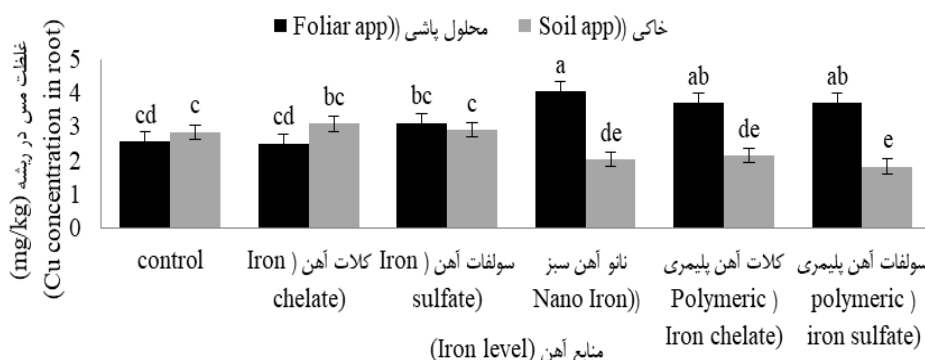 Foliar app)) محلول پاشی
Soil app)) خاکی
غلظت مس در ریشه (mg/kg)
(Cu concentration in root)
5
4
3
2
1
0
cd
c
cd
bc
bc
c
a
de
ab
de
ab
e
control
کلات آهن (Iron
chelate)
سولفات آهن (Iron
sulfate)
نانو آهن سبز
Nano Iron))
کلات آهن پلیمری
Polymeric )
Iron chelate)
سولفات آهن پلیمری
polymeric )
iron sulfate)
منابع آهن (Iron level)